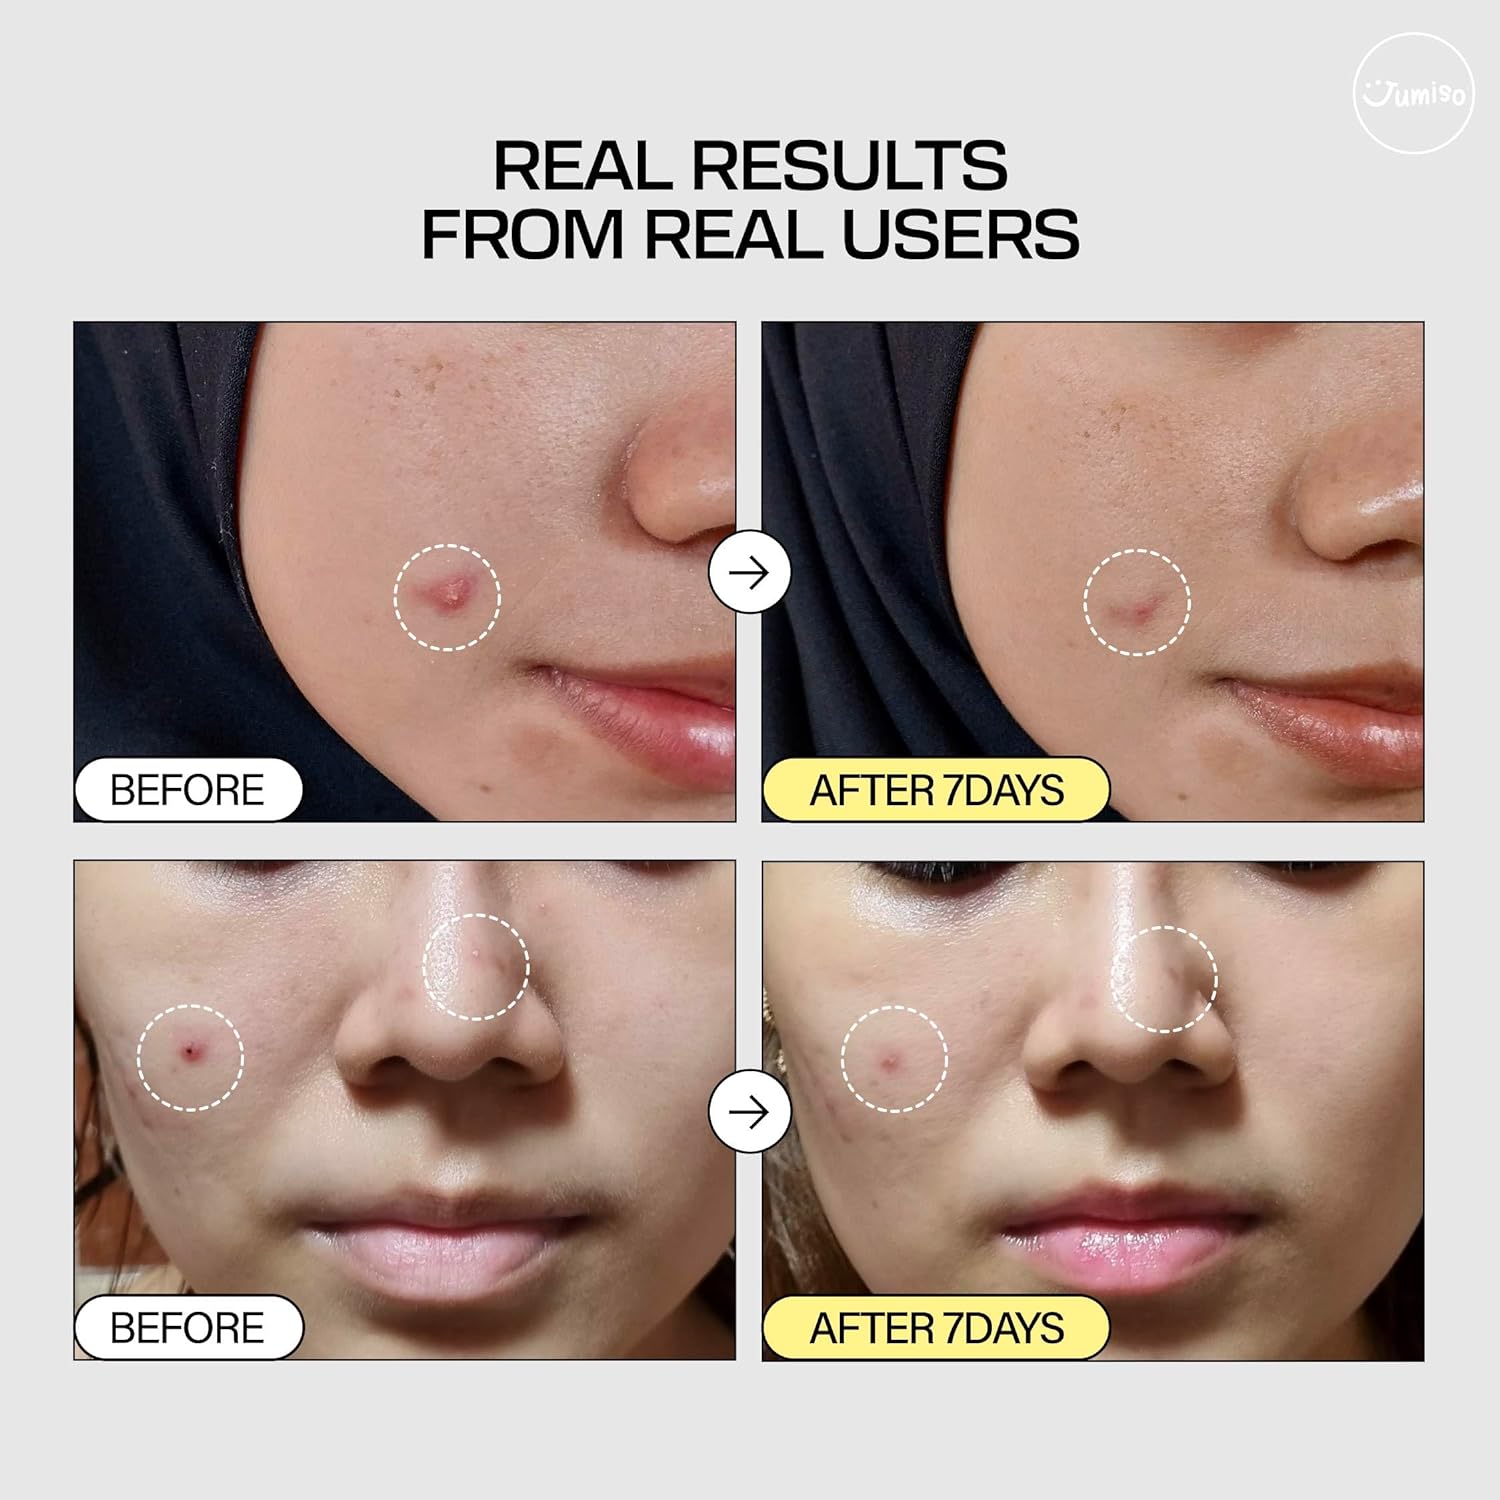 Jumiso
REAL RESULTS
FROM REAL USERS
BEFORE
AFTER 7DAYS
BEFORE
AFTER 7DAYS